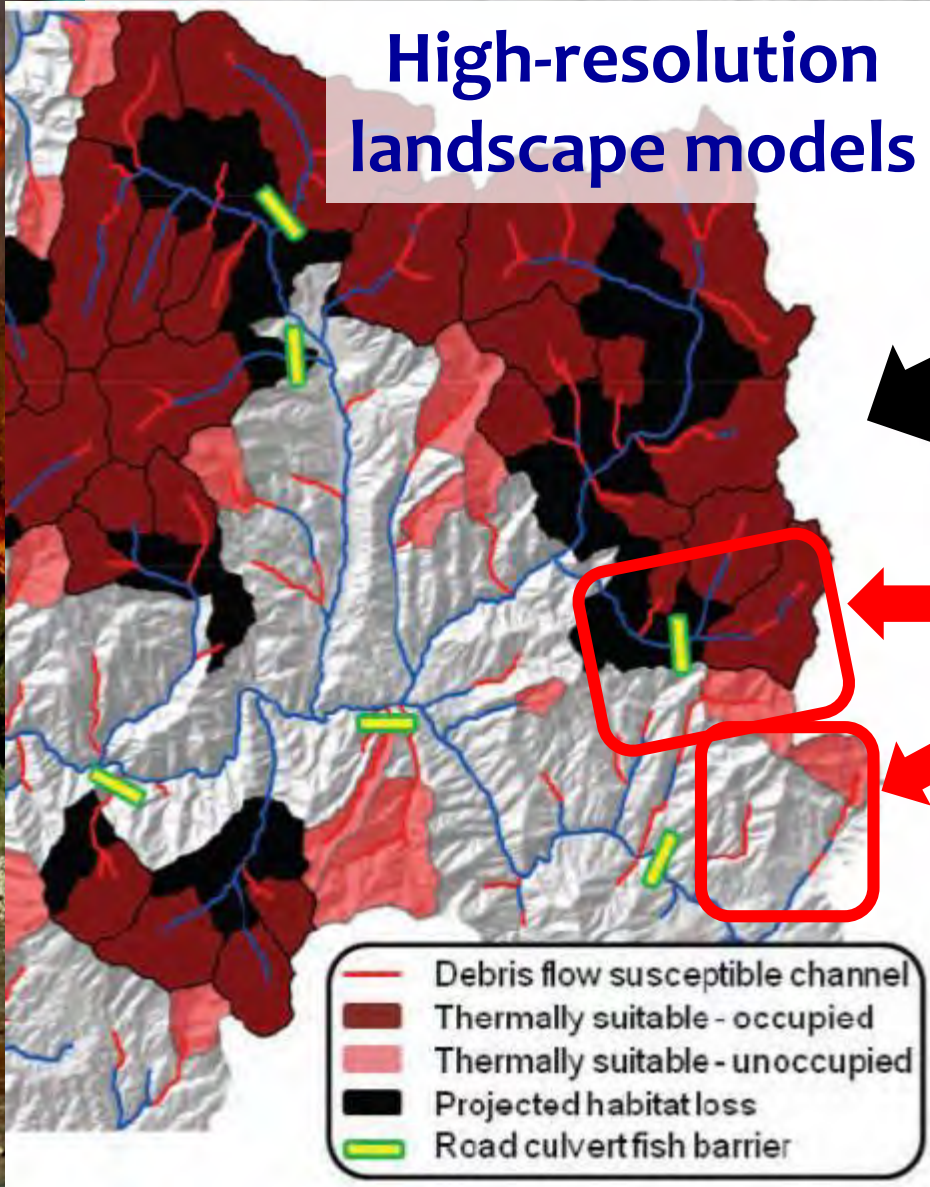 High-resolution
landscape models
Debris flow susceptible channel
Thermally suitable - occupied
Thermally suitable - unoccupied
Projected habitat loss
Road culvert fish barrier